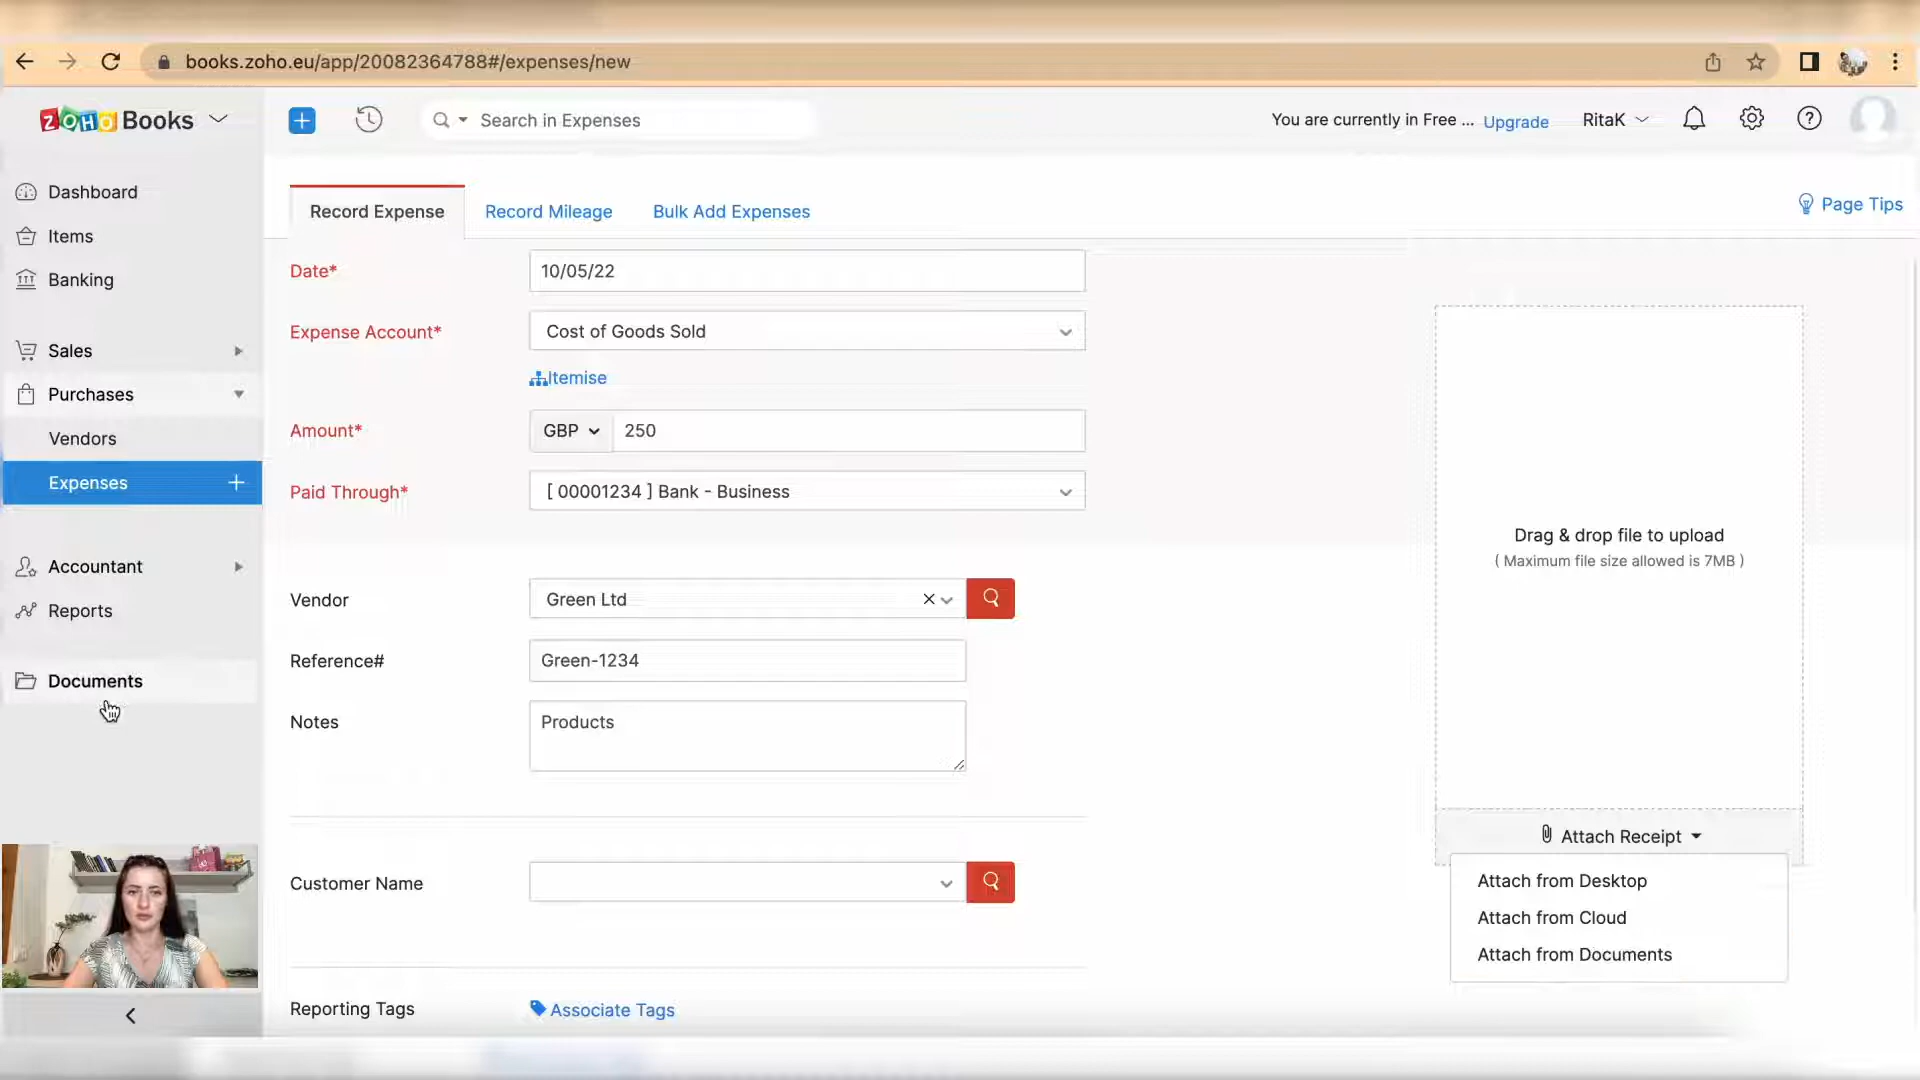 books.zoho.eu/app/20082364788#/expenses/new
ZOHO Books
Search in Expenses
You are currently in Free ... Upgrade
RitaK
Dashboard
Items
Banking
Sales
Purchases
Vendors
Expenses
Accountant
Reports
Documents
Record Expense
Record Mileage
Bulk Add Expenses
Page Tips
Date*
10/05/22
Expense Account*
Cost of Goods Sold
Itemise
Amount*
GBP
250
Paid Through*
[ 00001234 ] Bank - Business
Vendor
Green Ltd
Reference#
Green-1234
Notes
Products
Customer Name
Reporting Tags
Associate Tags
Drag & drop file to upload
( Maximum file size allowed is 7MB )
Attach Receipt
Attach from Desktop
Attach from Cloud
Attach from Documents